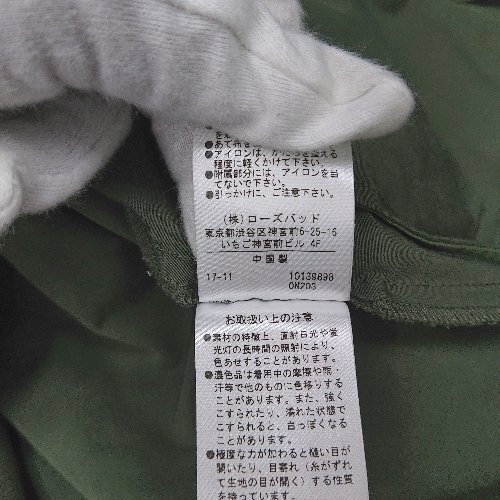 ●あて布を
●アイロンは、かたちを整える
程度に軽くかけて下さい。
●附属部分には、アイロンを当
てないで下さい。
●引っかけに、ご注意下さい。
(株)ローズバッド
東京都渋谷区神宮前6-25-16
いちご神宮前ビル 4F
中国製
17-11 10139898
0N203
お取扱い上の注意
●素材の特徴上、直射日光や蛍
光灯の長時間の照射により、
色あせすることがあります。
●濃色品は着用中の摩擦や雨・
汗等で他のものに色移りする
ことがあります。また、強く
こすられたり、濡れた状態で
こすられると、白っぽくなる
ことがあります。
●極度な力が加わると縫い目が
開いたり、目寄れ(糸がずれ
て生地の目が開く)する性質
を持っています。